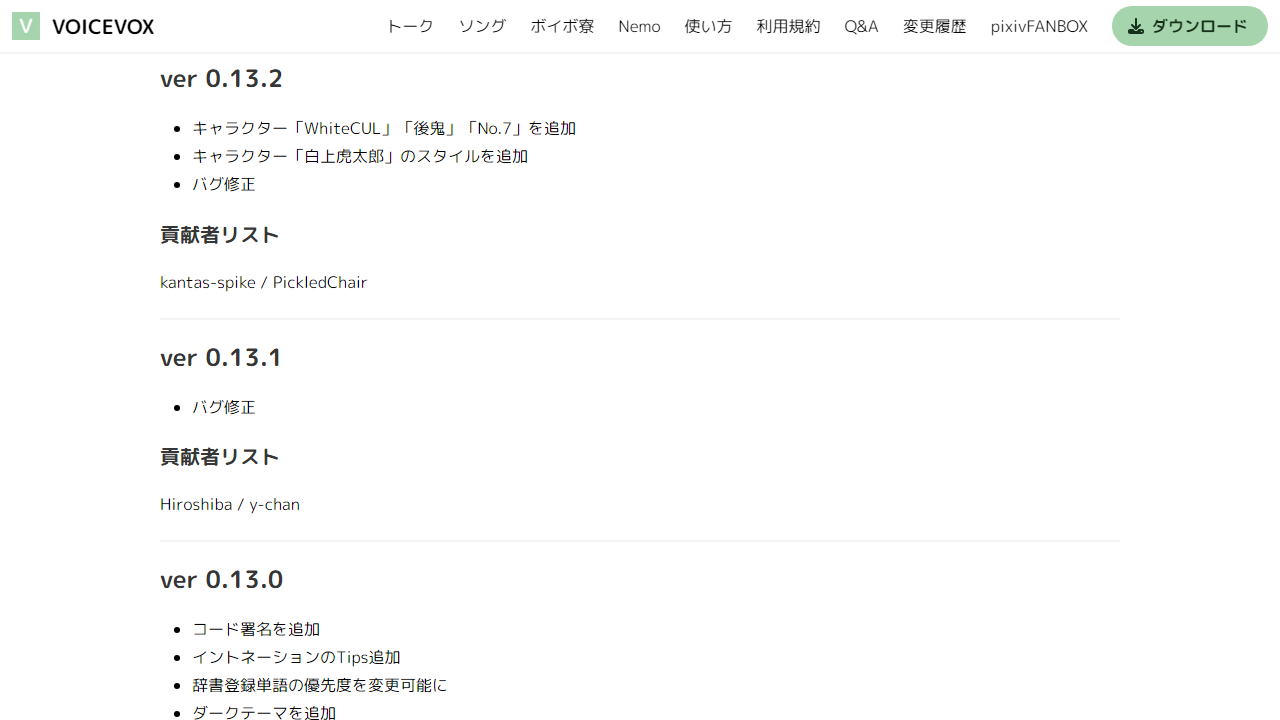 V VOICEVOX トーク ソング ボイボ寮 Nemo 使い方 利用規約 Q&A 変更履歴 pixivFANBOX ダウンロード
ver 0.13.2
キャラクター「WhiteCUL」「後鬼」「No.7」を追加
キャラクター「白上虎太郎」のスタイルを追加
バグ修正
貢献者リスト
kantas-spike / PickledChair
ver 0.13.1
バグ修正
貢献者リスト
Hiroshiba / y-chan
ver 0.13.0
コード署名を追加
イントネーションのTips追加
辞書登録単語の優先度を変更可能に
ダークテーマを追加